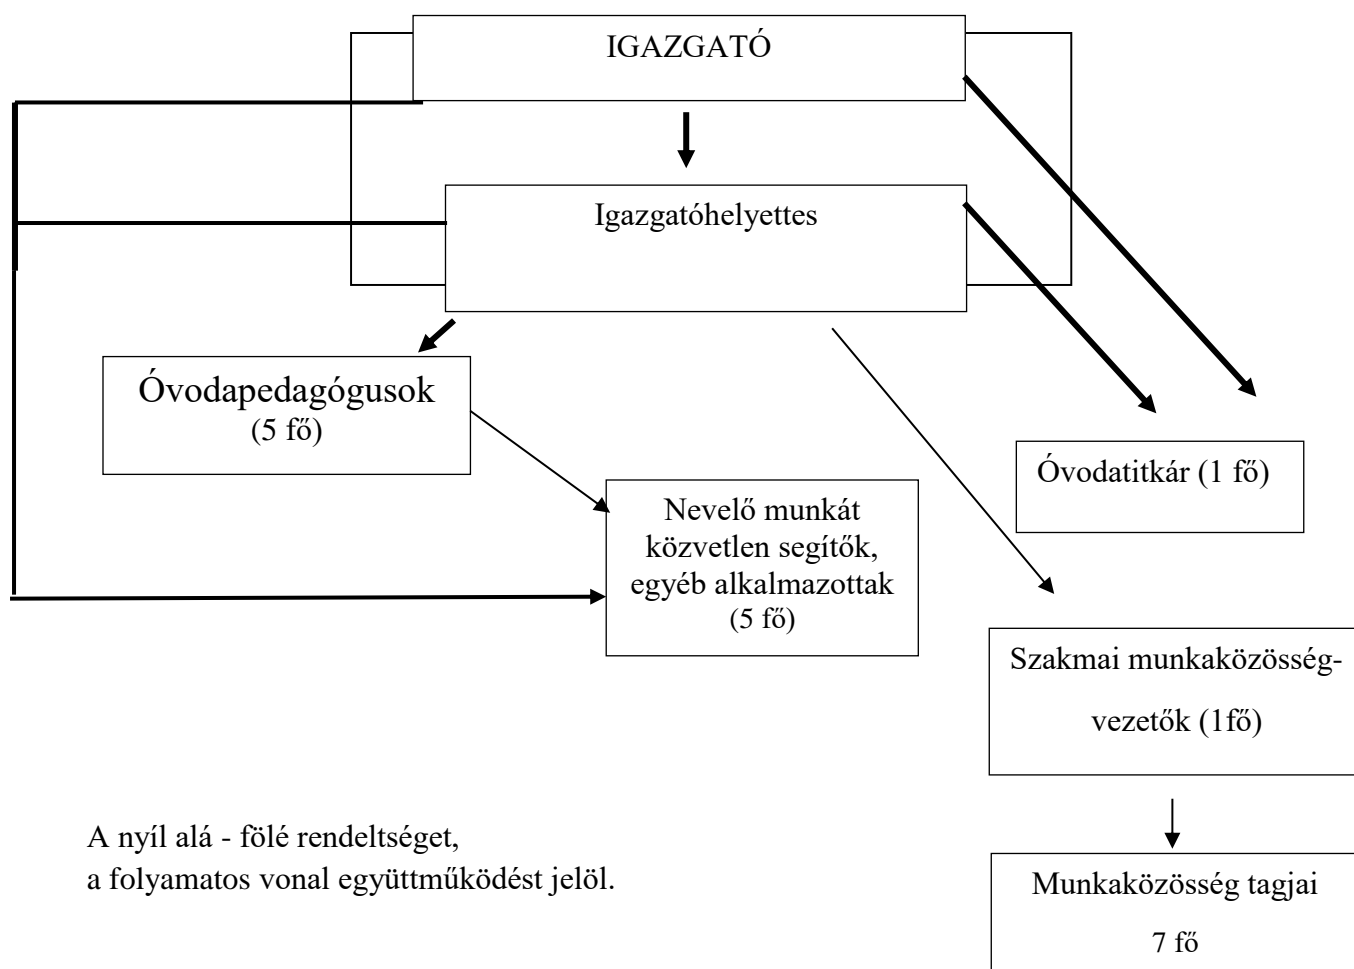 IGAZGATÓ
Igazgatóhelyettes
Óvodapedagógusok
(5 fő)
Óvodatitkár (1 fő)
Nevelő munkát
közvetlen segítők,
egyéb alkalmazottak
(5 fő)
Szakmai munkaközösség-
vezetők (1fő)
A nyíl alá - fölé rendeltséget,
a folyamatos vonal együttműködést jelöl.
Munkaközösség tagjai
7 fő